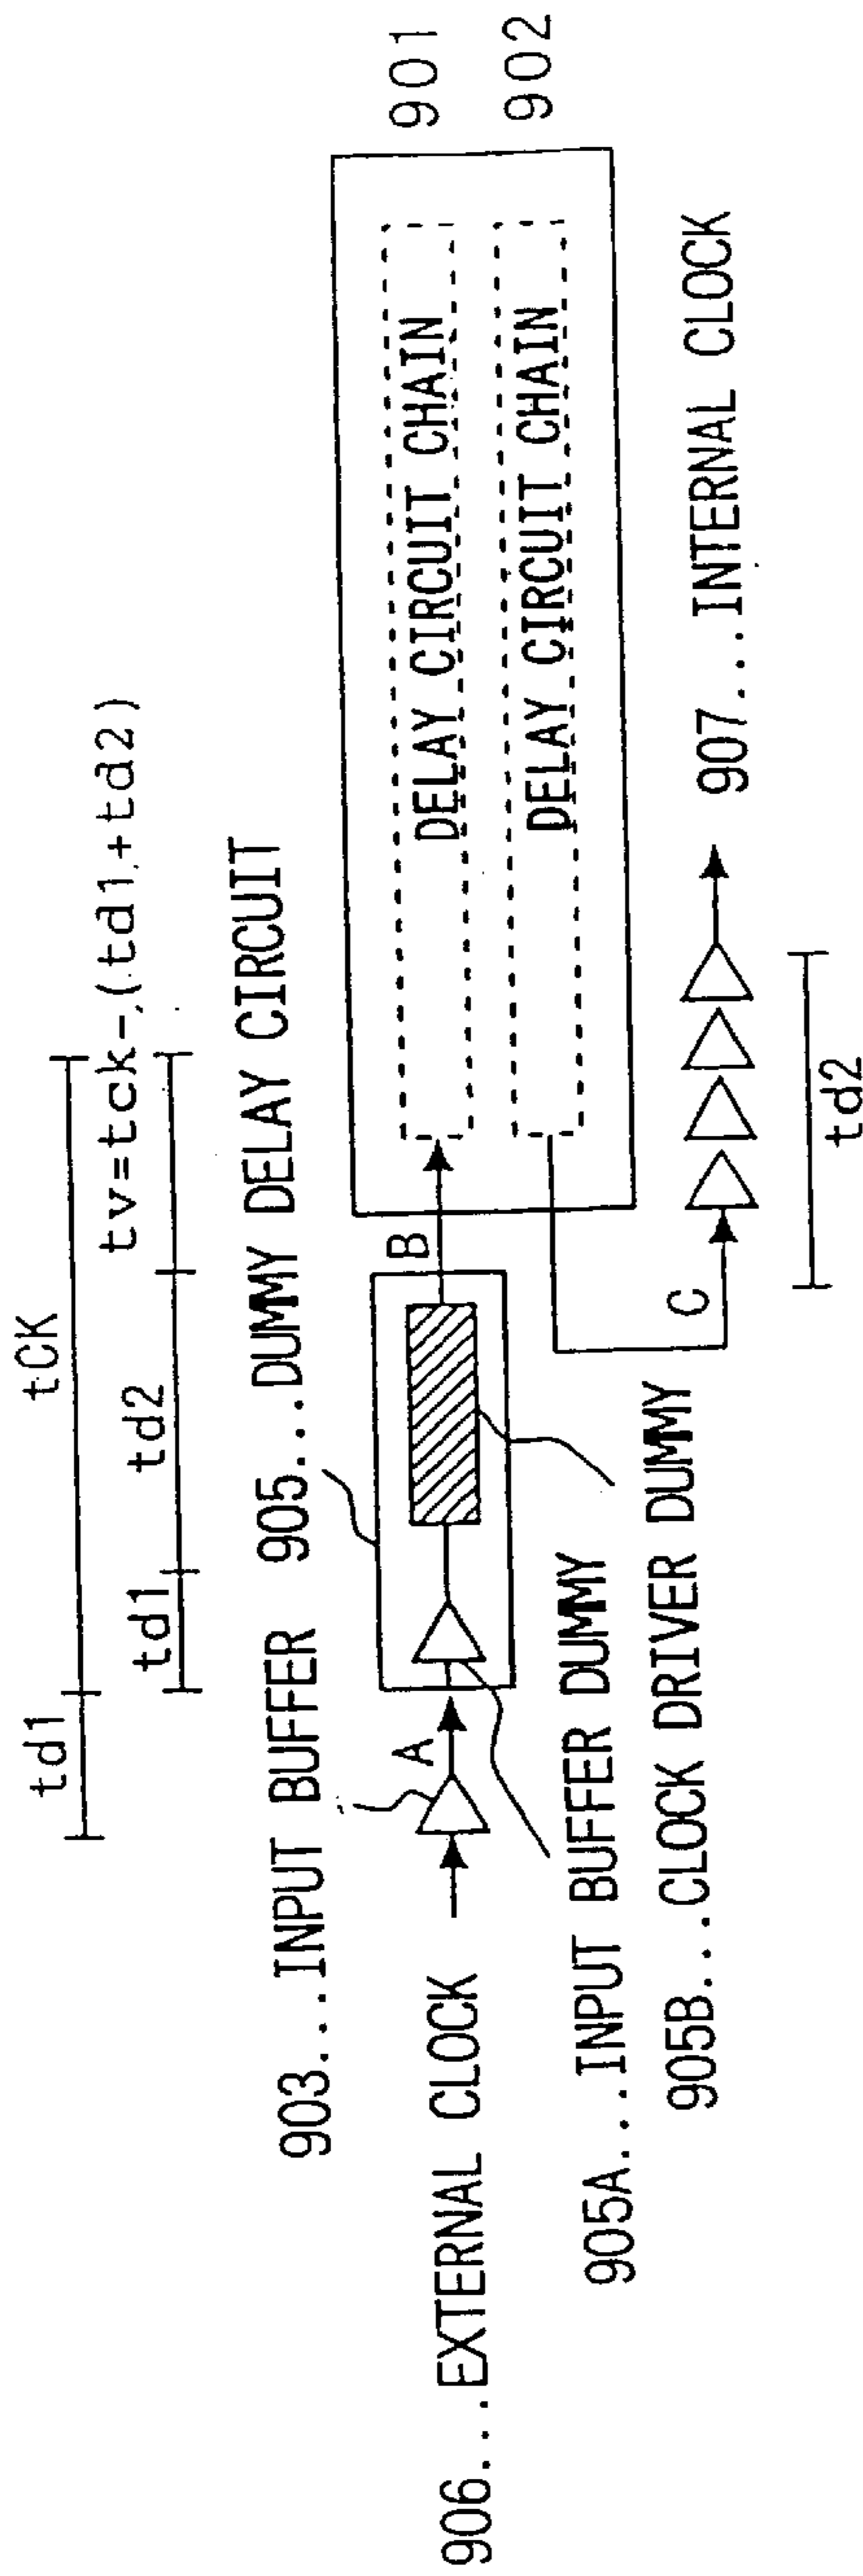 td1
tCK
td1
td2
tv=tck-(td1+td2)
903...INPUT BUFFER
905...DUMMY DELAY CIRCUIT
901
902
906...EXTERNAL CLOCK
A
B
DELAY CIRCUIT CHAIN
DELAY CIRCUIT CHAIN
905A...INPUT BUFFER DUMMY
905B...CLOCK DRIVER DUMMY
C
907...INTERNAL CLOCK
td2